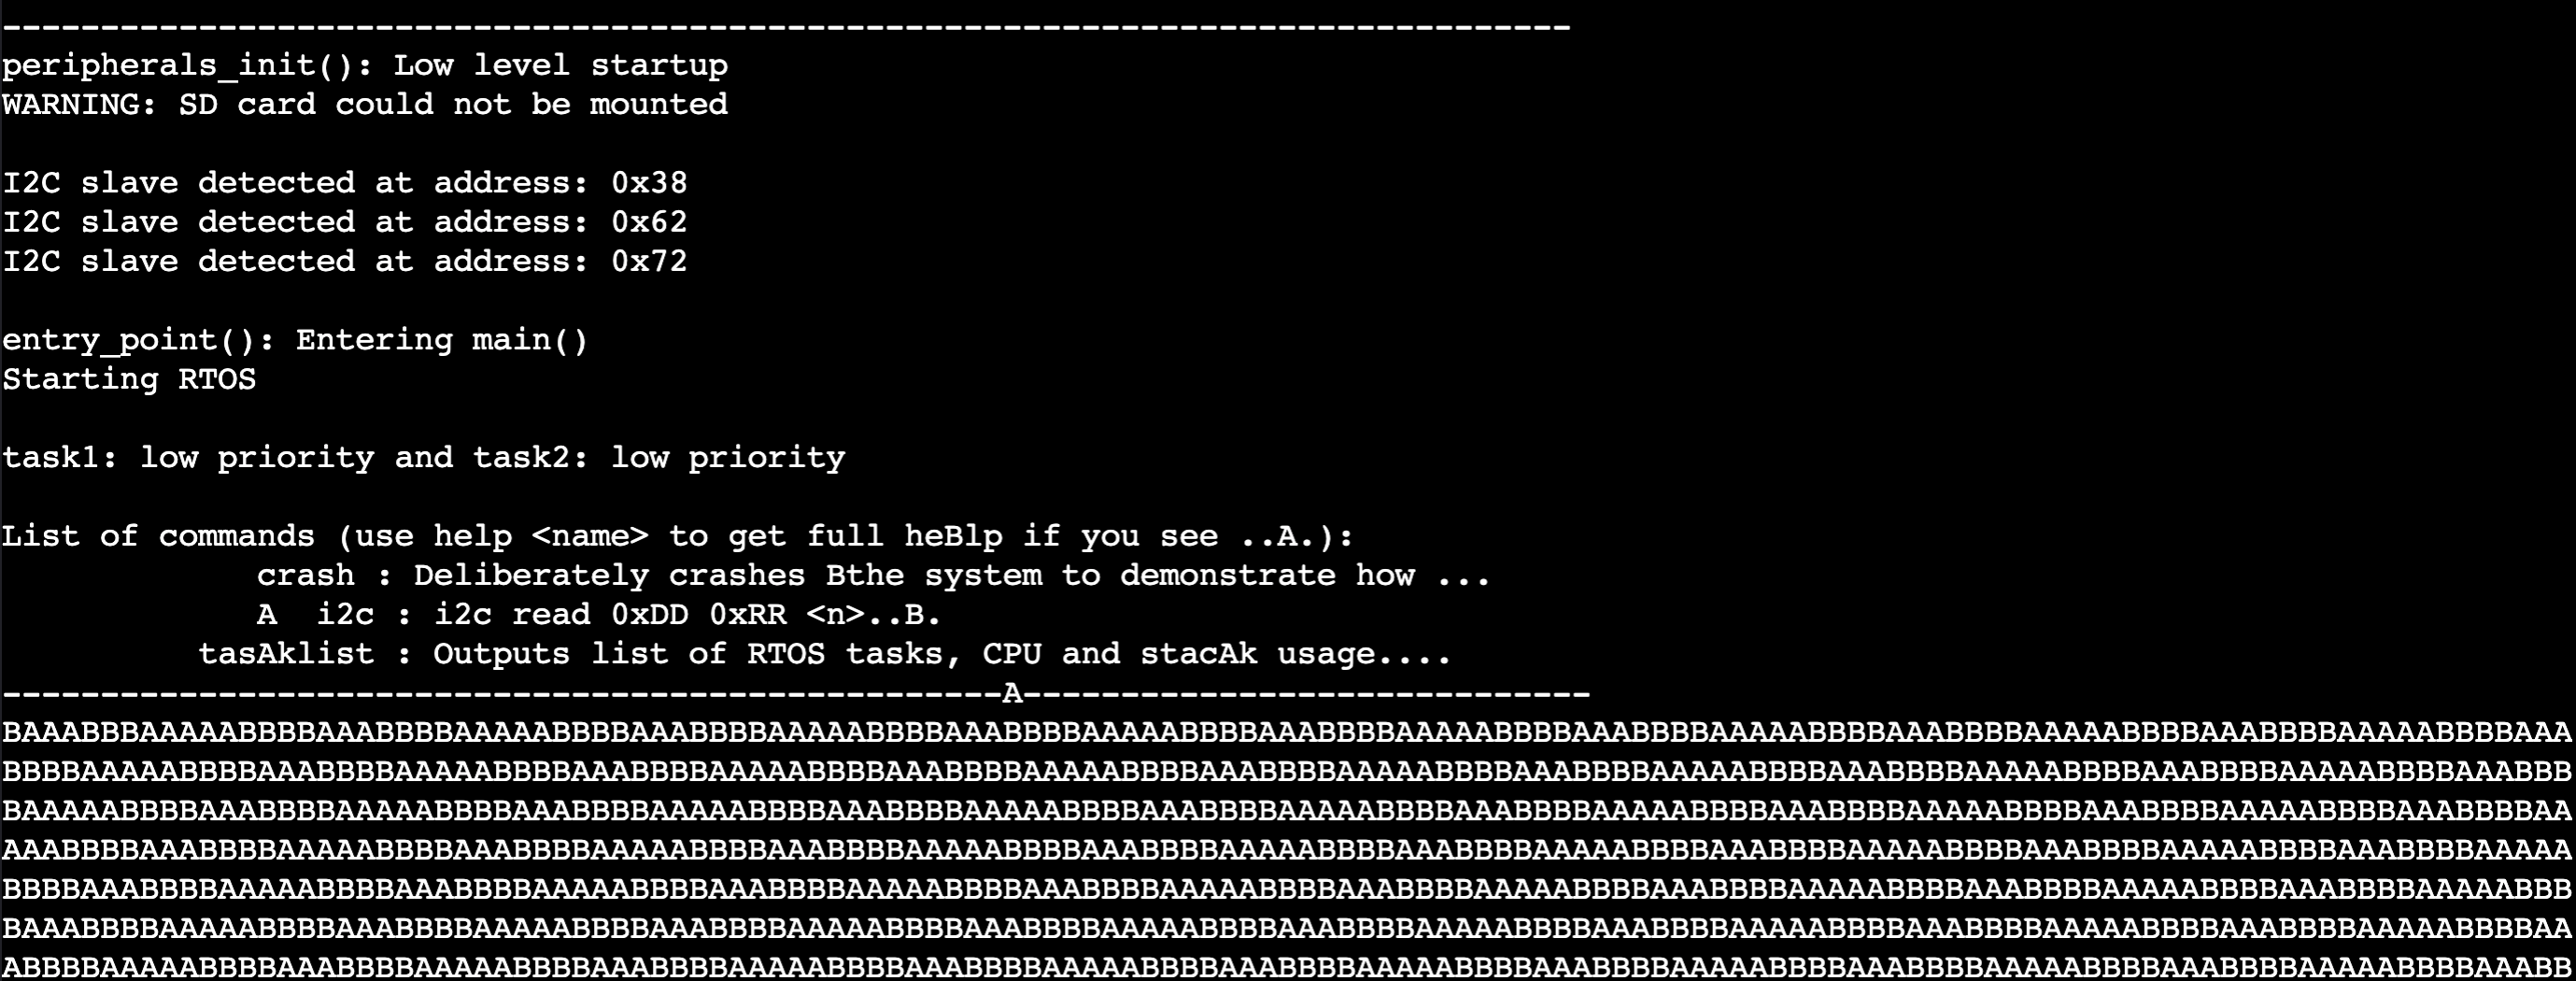 --------------------------------------------------------------------------------
peripherals_init(): Low level startup
WARNING: SD card could not be mounted
I2C slave detected at address: 0x38
I2C slave detected at address: 0x62
I2C slave detected at address: 0x72
entry_point(): Entering main()
Starting RTOS
task1: low priority and task2: low priority
List of commands (use help <name> to get full heBlp if you see ..A.):
             crash : Deliberately crashes Bthe system to demonstrate how ...
             A  i2c : i2c read 0xDD 0xRR <n>..B.
          tasAklist : Outputs list of RTOS tasks, CPU and stacAk usage....
---------------------------------------------------A-----------------------------
BAAABBBAAAAABBBBAAABBBBAAAAABBBBAAABBBBAAAAABBBBAAABBBBAAAAABBBBAAABBBBAAAAABBBBAAABBBBAAAAABBBBAAABBBBAAAAABBBBAAABBBBAAAAABBBBAAA
BBBBAAAAABBBBAAABBBBAAAAABBBBAAABBBBAAAAABBBBAAABBBBAAAAABBBBAAABBBBAAAAABBBBAAABBBBAAAAABBBBAAABBBBAAAAABBBBAAABBBBAAAAABBBBAAABBB
BAAAAABBBBAAABBBBAAAAABBBBAAABBBBAAAAABBBBAAABBBBAAAAABBBBAAABBBBAAAAABBBBAAABBBBAAAAABBBBAAABBBBAAAAABBBBAAABBBBAAAAABBBBAAABBBBAA
AAABBBBAAABBBBAAAAABBBBAAABBBBAAAAABBBBAAABBBBAAAAABBBBAAABBBBAAAAABBBBAAABBBBAAAAABBBBAAABBBBAAAAABBBBAAABBBBAAAAABBBBAAABBBBAAAAA
BBBBAAABBBBAAAAABBBBAAABBBBAAAAABBBBAAABBBBAAAAABBBBAAABBBBAAAAABBBBAAABBBBAAAAABBBBAAABBBBAAAAABBBBAAABBBBAAAAABBBBAAABBBBAAAAABBB
BAAABBBBAAAAABBBBAAABBBBAAAAABBBBAAABBBBAAAAABBBBAAABBBBAAAAABBBBAAABBBBAAAAABBBBAAABBBBAAAAABBBBAAABBBBAAAAABBBBAAABBBBAAAAABBBBAA
ABBBBAAAAABBBBAAABBBBAAAAABBBBAAABBBBAAAAABBBBAAABBBBAAAAABBBBAAABBBBAAAAABBBBAAABBBBAAAAABBBBAAABBBBAAAAABBBBAAABBBBAAAAABBBBAAABB